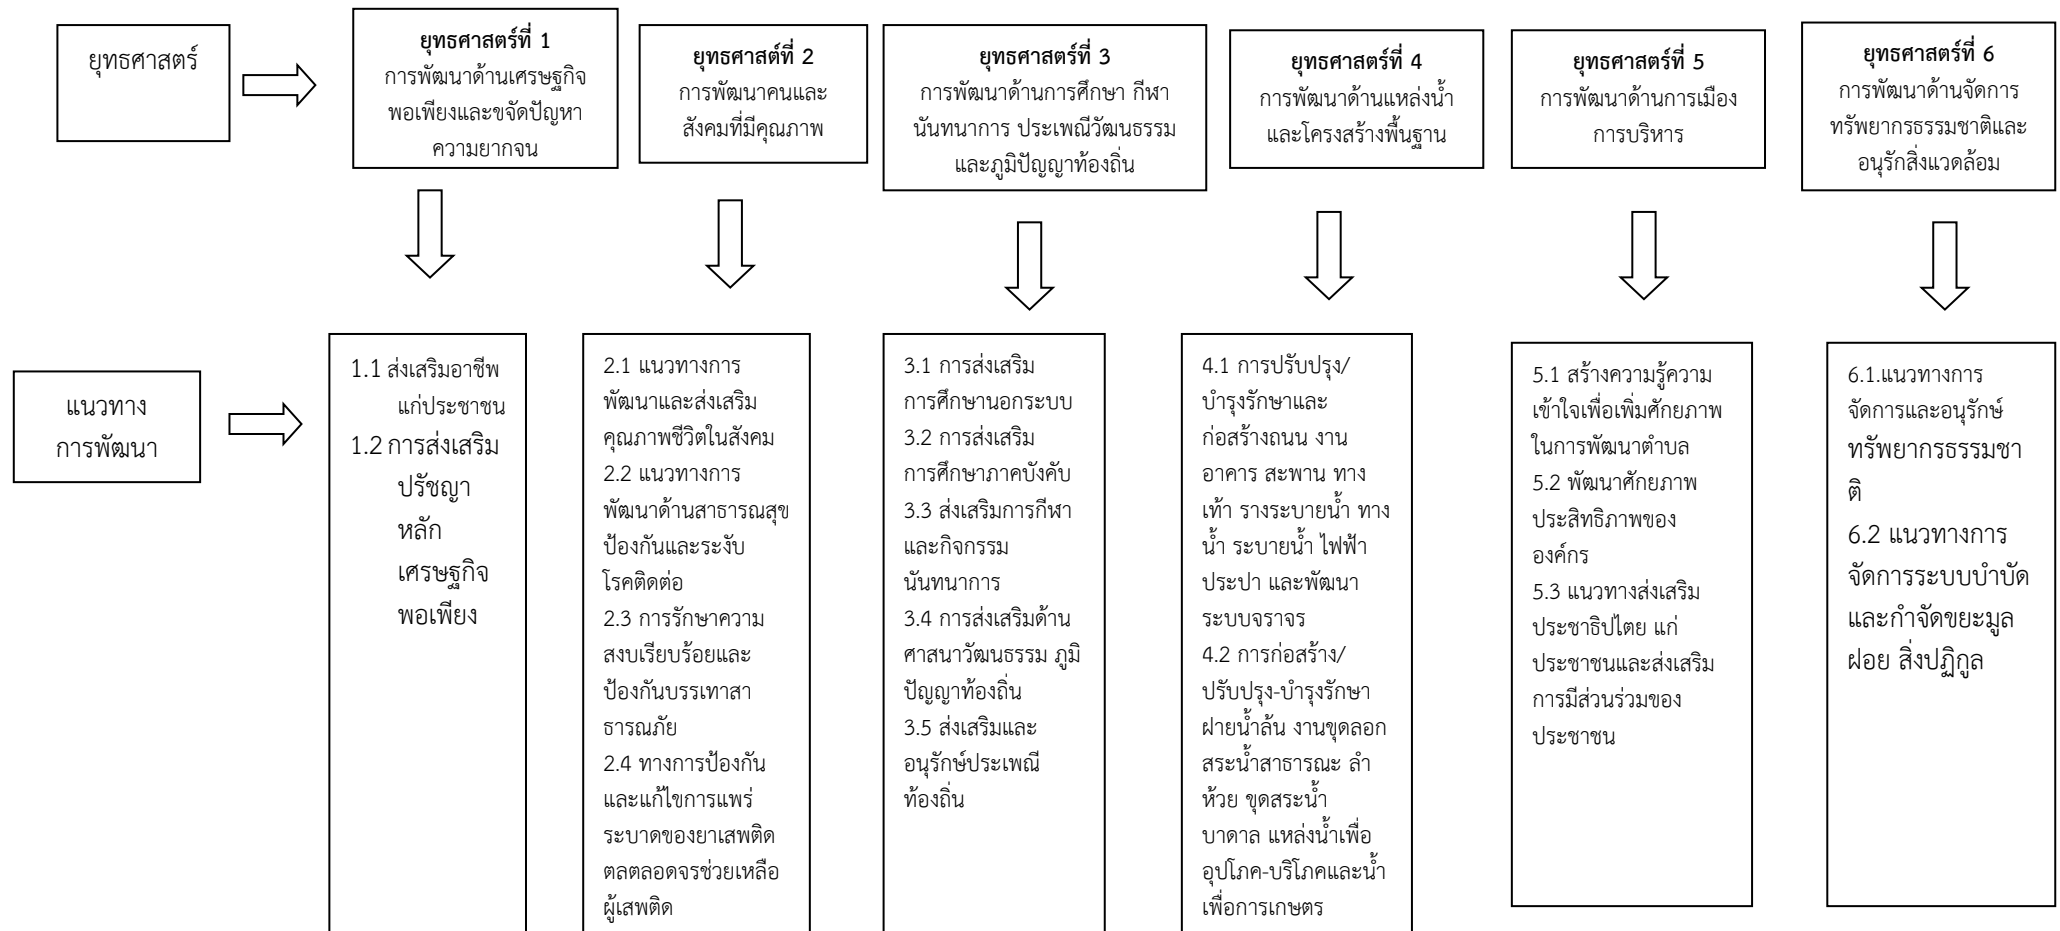 ยุทธศาสตร์
ยุทธศาสตร์ที่ 1
การพัฒนาด้านเศรษฐกิจ
พอเพียงและขจัดปัญหา
ความยากจน
ยุทธศาสต์ที่ 2
การพัฒนาคนและ
สังคมที่มีคุณภาพ
ยุทธศาสตร์ที่ 3
การพัฒนาด้านการศึกษา กีฬา
นันทนาการ ประเพณีวัฒนธรรม
และภูมิปัญญาท้องถิ่น
ยุทธศาสตร์ที่ 4
การพัฒนาด้านแหล่งน้ำ
และโครงสร้างพื้นฐาน
ยุทธศาสตร์ที่ 5
การพัฒนาด้านการเมือง
การบริหาร
ยุทธศาสตร์ที่ 6
การพัฒนาด้านจัดการ
ทรัพยากรธรรมชาติและ
อนุรักสิ่งแวดล้อม
แนวทาง
การพัฒนา
1.1 ส่งเสริมอาชีพ
แก่ประชาชน
1.2 การส่งเสริม
ปรัชญา
หลัก
เศรษฐกิจ
พอเพียง
2.1 แนวทางการ
พัฒนาและส่งเสริม
คุณภาพชีวิตในสังคม
2.2 แนวทางการ
พัฒนาด้านสาธารณสุข
ป้องกันและระงับ
โรคติดต่อ
2.3 การรักษาความ
สงบเรียบร้อยและ
ป้องกันบรรเทาสา
ธารณภัย
2.4 ทางการป้องกัน
และแก้ไขการแพร่
ระบาดของยาเสพติด
ตลตลอดจรช่วยเหลือ
ผู้เสพติด
3.1 การส่งเสริม
การศึกษานอกระบบ
3.2 การส่งเสริม
การศึกษาภาคบังคับ
3.3 ส่งเสริมการกีฬา
และกิจกรรม
นันทนาการ
3.4 การส่งเสริมด้าน
ศาสนาวัฒนธรรม ภูมิ
ปัญญาท้องถิ่น
3.5 ส่งเสริมและ
อนุรักษ์ประเพณี
ท้องถิ่น
4.1 การปรับปรุง/
บำรุงรักษาและ
ก่อสร้างถนน งาน
อาคาร สะพาน ทาง
เท้า รางระบายน้ำ ทาง
น้ำ ระบายน้ำ ไฟฟ้า
ประปา และพัฒนา
ระบบจราจร
4.2 การก่อสร้าง/
ปรับปรุง-บำรุงรักษา
ฝายน้ำล้น งานขุดลอก
สระน้ำสาธารณะ ลำ
ห้วย ขุดสระน้ำ
บาดาล แหล่งน้ำเพื่อ
อุปโภค-บริโภคและน้ำ
เพื่อการเกษตร
5.1 สร้างความรู้ความ
เข้าใจเพื่อเพิ่มศักยภาพ
ในการพัฒนาตำบล
5.2 พัฒนาศักยภาพ
ประสิทธิภาพของ
องค์กร
5.3 แนวทางส่งเสริม
ประชาธิปไตย แก่
ประชาชนและส่งเสริม
การมีส่วนร่วมของ
ประชาชน
6.1.แนวทางการ
จัดการและอนุรักษ์
ทรัพยากรธรรมชา
ติ
6.2 แนวทางการ
จัดการระบบบำบัด
และกำจัดขยะมูล
ฝอย สิ่งปฏิกูล